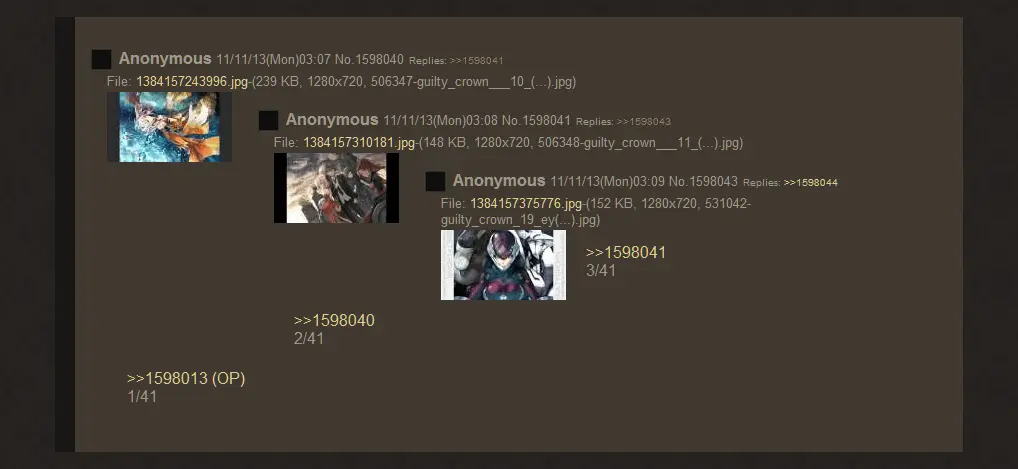 Anonymous 11/11/13(Mon)03:07 No.1598040 Replies: >>1598041
File: 1384157243996.jpg-(239 KB, 1280x720, 506347-guilty_crown___10_(...).jpg)
Anonymous 11/11/13(Mon)03:08 No.1598041 Replies: >>1598043
File: 1384157310181.jpg-(148 KB, 1280x720, 506348-guilty_crown___11_(...).jpg)
Anonymous 11/11/13(Mon)03:09 No.1598043 Replies: >>1598044
File: 1384157375776.jpg-(152 KB, 1280x720, 531042-
guilty_crown_19_ey(...).jpg)
>>1598041
3/41
>>1598040
2/41
>>1598013 (OP)
1/41